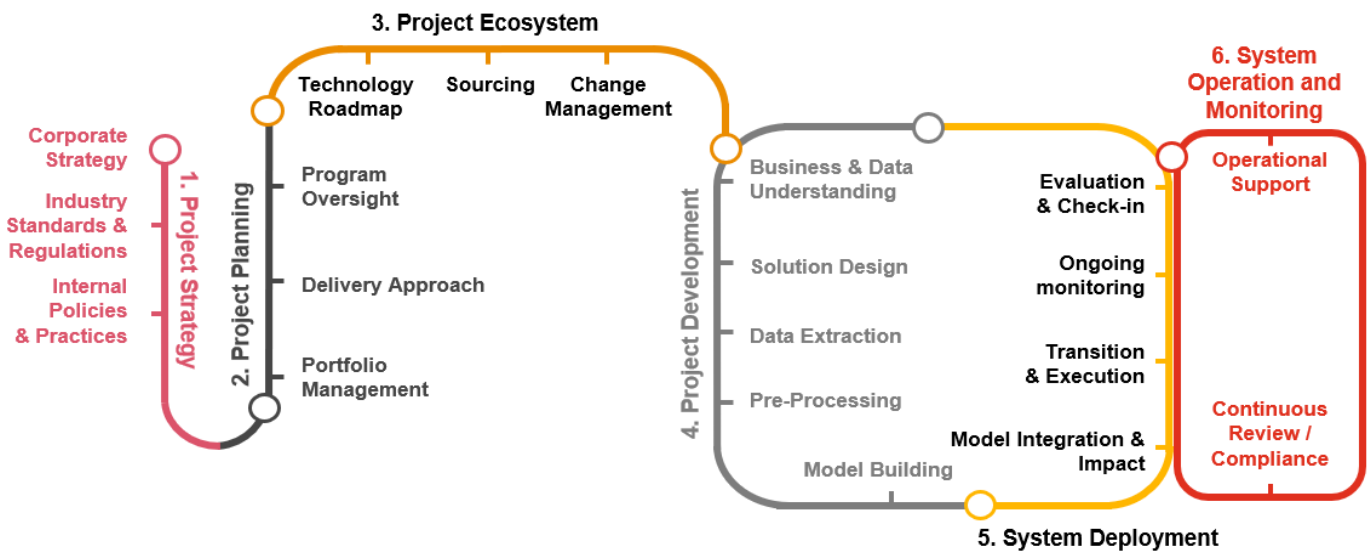 Corporate
Strategy
Industry
Standards &
Regulations
Internal
Policies
& Practices
1. Project Strategy
2. Project Planning
Program
Oversight
Delivery Approach
Portfolio
Management
3. Project Ecosystem
Technology
Roadmap
Sourcing
Change
Management
4. Project Development
Business & Data
Understanding
Solution Design
Data Extraction
Pre-Processing
Model Building
Evaluation
& Check-in
Ongoing
monitoring
Transition
& Execution
Model Integration &
Impact
5. System Deployment
6. System
Operation and
Monitoring
Operational
Support
Continuous
Review /
Compliance